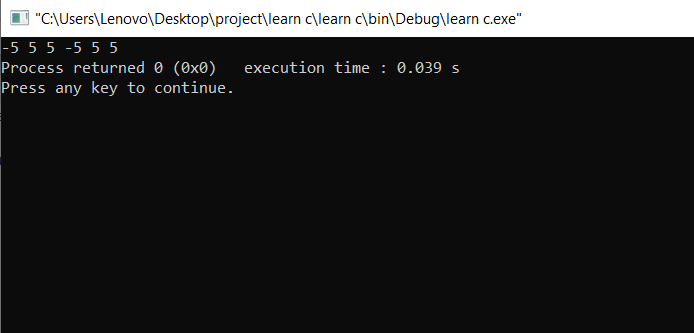 "C:\Users\Lenovo\Desktop\project\learn c\learn c\bin\Debug\learn c.exe"
-5 5 5 -5 5 5
Process returned 0 (0x0)   execution time : 0.039 s
Press any key to continue.